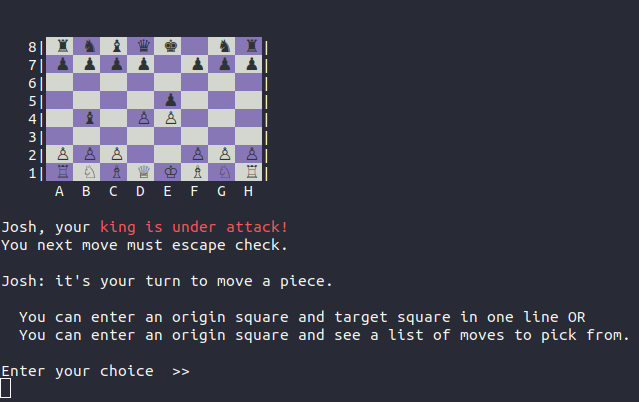 8|♜♞♝♛♚ ♞♜|
7|♟♟♟♟ ♟♟♟|
6| |
5| ♟ |
4| ♝ ♙♙ |
3| |
2|♙♙♙ ♙♙♙|
1|♖♘♗♕♔♗♘♖|
A B C D E F G H
Josh, your king is under attack!
You next move must escape check.
Josh: it's your turn to move a piece.
You can enter an origin square and target square in one line OR
You can enter an origin square and see a list of moves to pick from.
Enter your choice >>